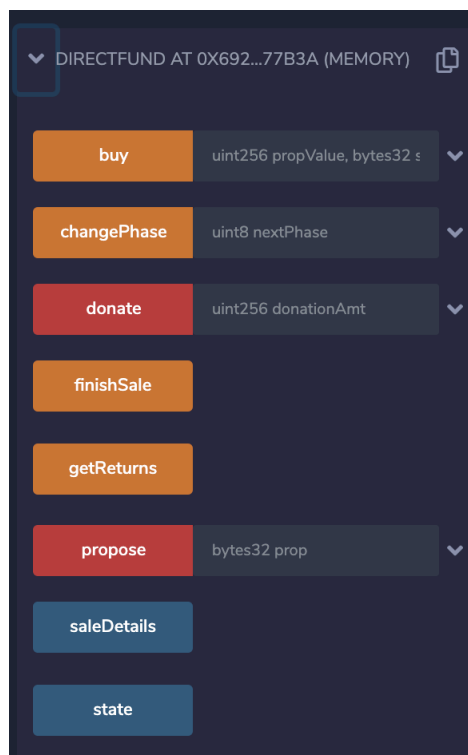 DIRECTFUND AT 0X692...77B3A (MEMORY)
buy uint256 propValue, bytes32 s
changePhase uint8 nextPhase
donate uint256 donationAmt
finishSale
getReturns
propose bytes32 prop
saleDetails
state